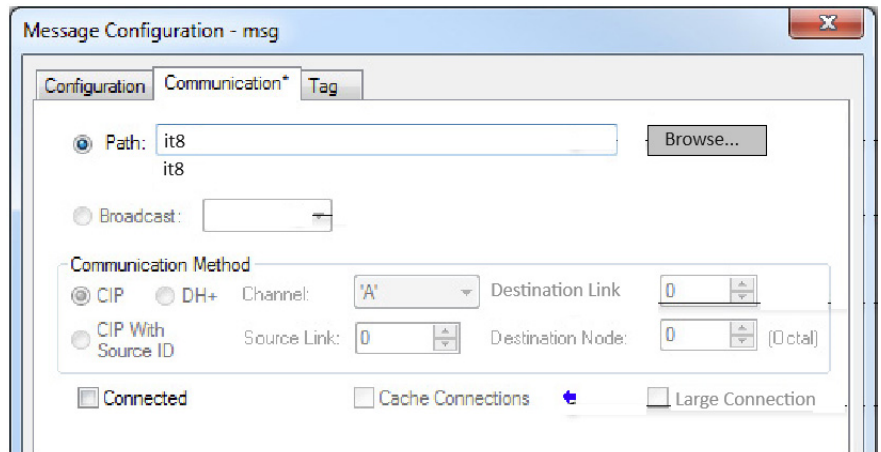 Message Configuration - msg
Configuration Communication* Tag
Path: it8 Browse...
it8
Broadcast:
Communication Method
CIP DH+ Channel: 'A' Destination Link 0
CIP With
Source ID Source Link: 0 Destination Node: 0 (Octal)
Connected Cache Connections Large Connection